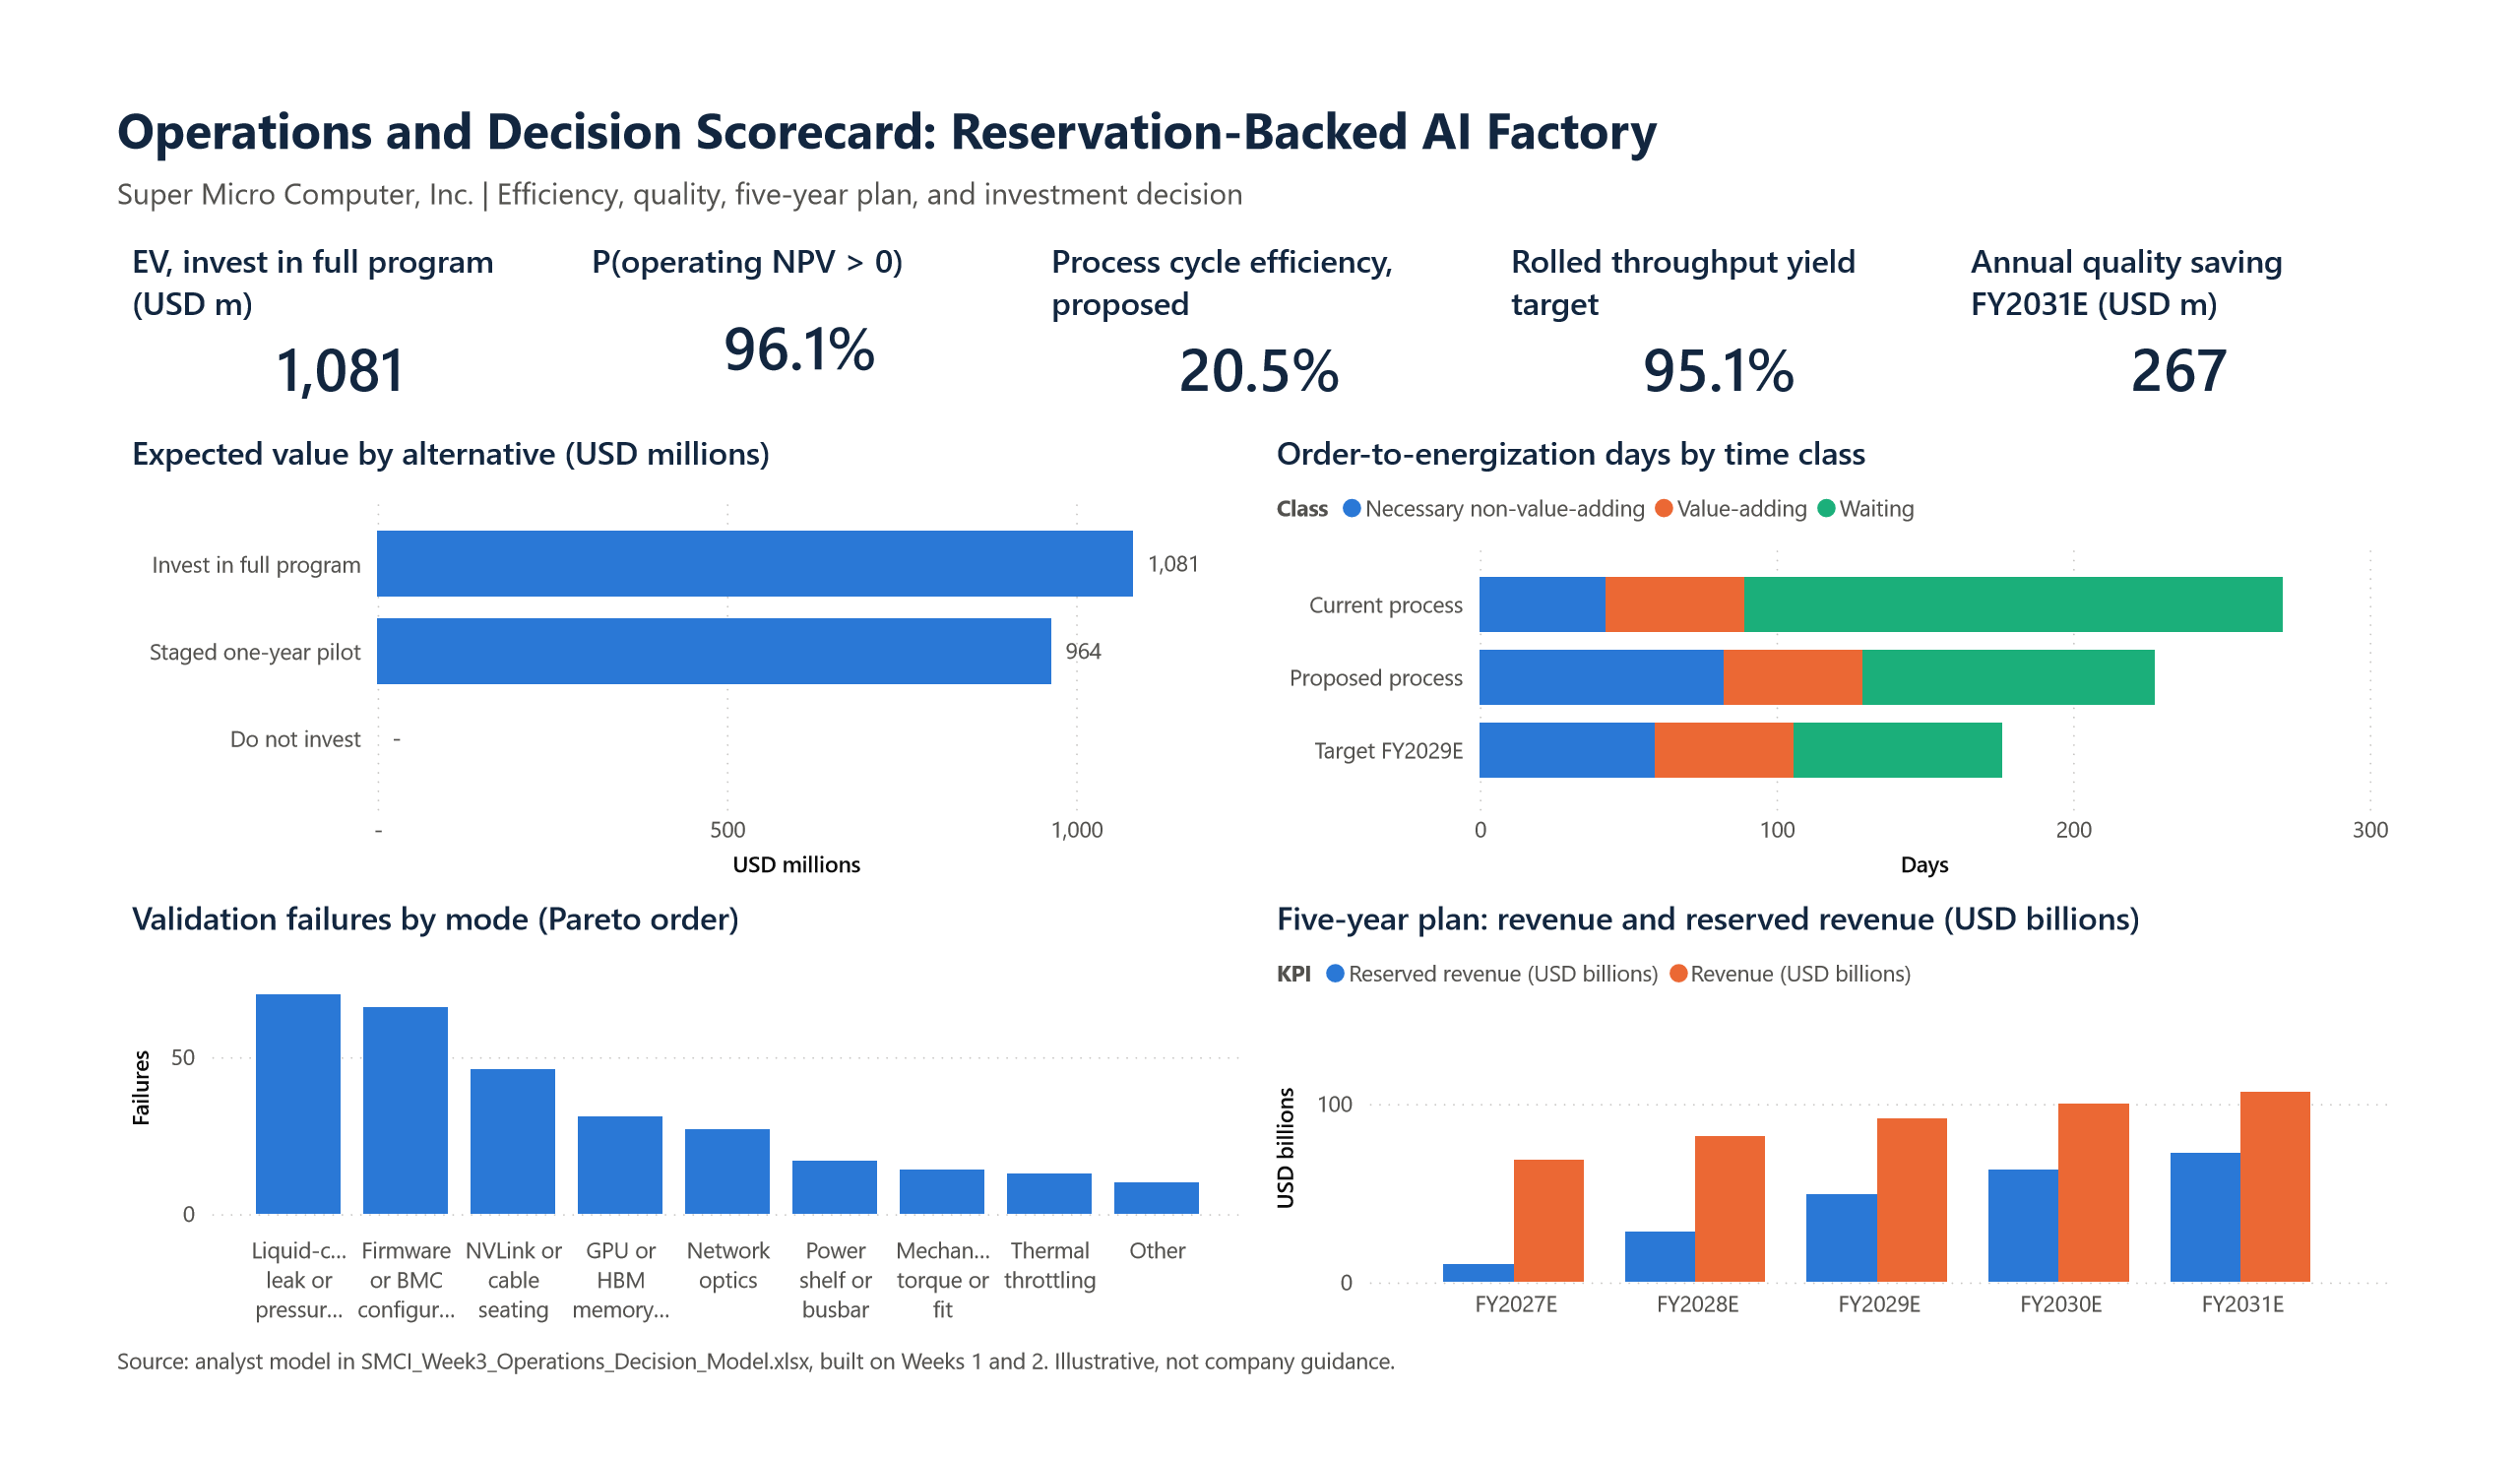 Operations and Decision Scorecard: Reservation-Backed AI Factory
Super Micro Computer, Inc. | Efficiency, quality, five-year plan, and investment decision
EV, invest in full program
(USD m)
1,081
P(operating NPV > 0)
96.1%
Process cycle efficiency,
proposed
20.5%
Rolled throughput yield
target
95.1%
Annual quality saving
FY2031E (USD m)
267
Expected value by alternative (USD millions)
Invest in full program
1,081
Staged one-year pilot
964
Do not invest
-
-
500
1,000
USD millions
Order-to-energization days by time class
Class Necessary non-value-adding Value-adding Waiting
Current process
Proposed process
Target FY2029E
0
100
200
300
Days
Validation failures by mode (Pareto order)
Failures
50
0
Liquid-c...
leak or
pressur...
Firmware
or BMC
configur...
NVLink or
cable
seating
GPU or
HBM
memory...
Network
optics
Power
shelf or
busbar
Mechan...
torque or
fit
Thermal
throttling
Other
Five-year plan: revenue and reserved revenue (USD billions)
KPI Reserved revenue (USD billions) Revenue (USD billions)
USD billions
100
0
FY2027E
FY2028E
FY2029E
FY2030E
FY2031E
Source: analyst model in SMCI_Week3_Operations_Decision_Model.xlsx, built on Weeks 1 and 2. Illustrative, not company guidance.